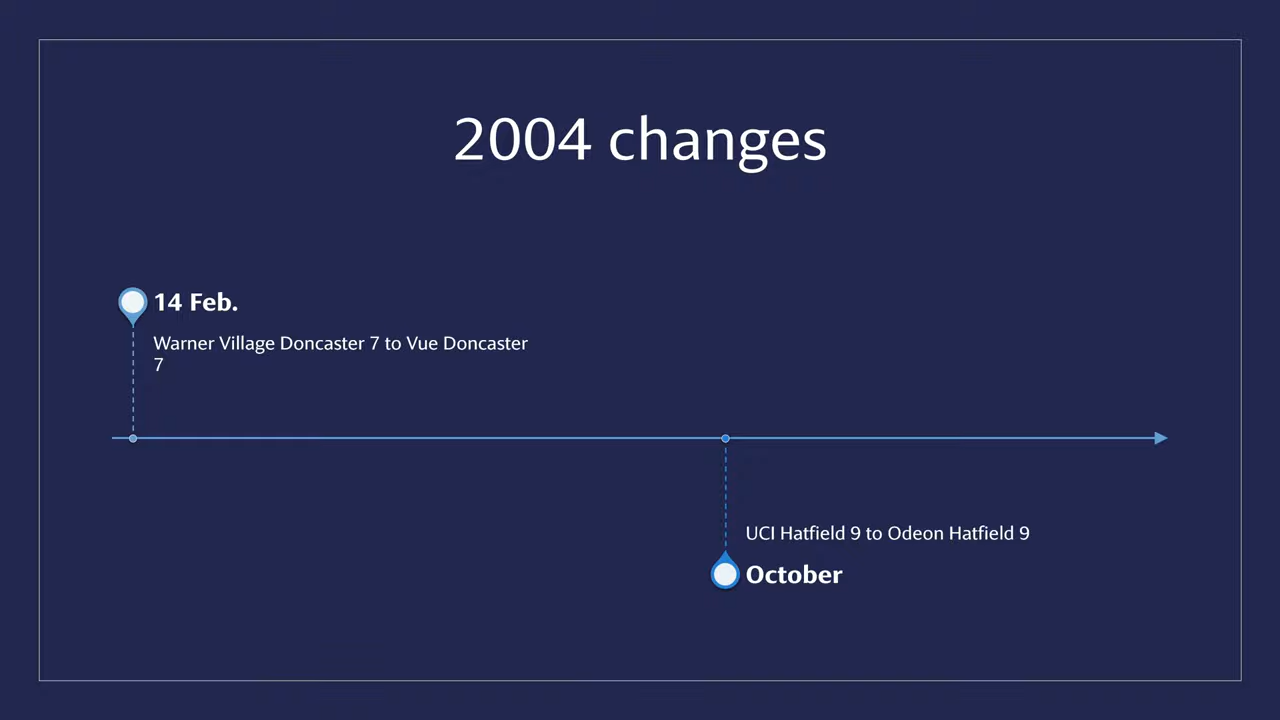 2004 changes
14 Feb.
Warner Village Doncaster 7 to Vue Doncaster
7
UCI Hatfield 9 to Odeon Hatfield 9
October